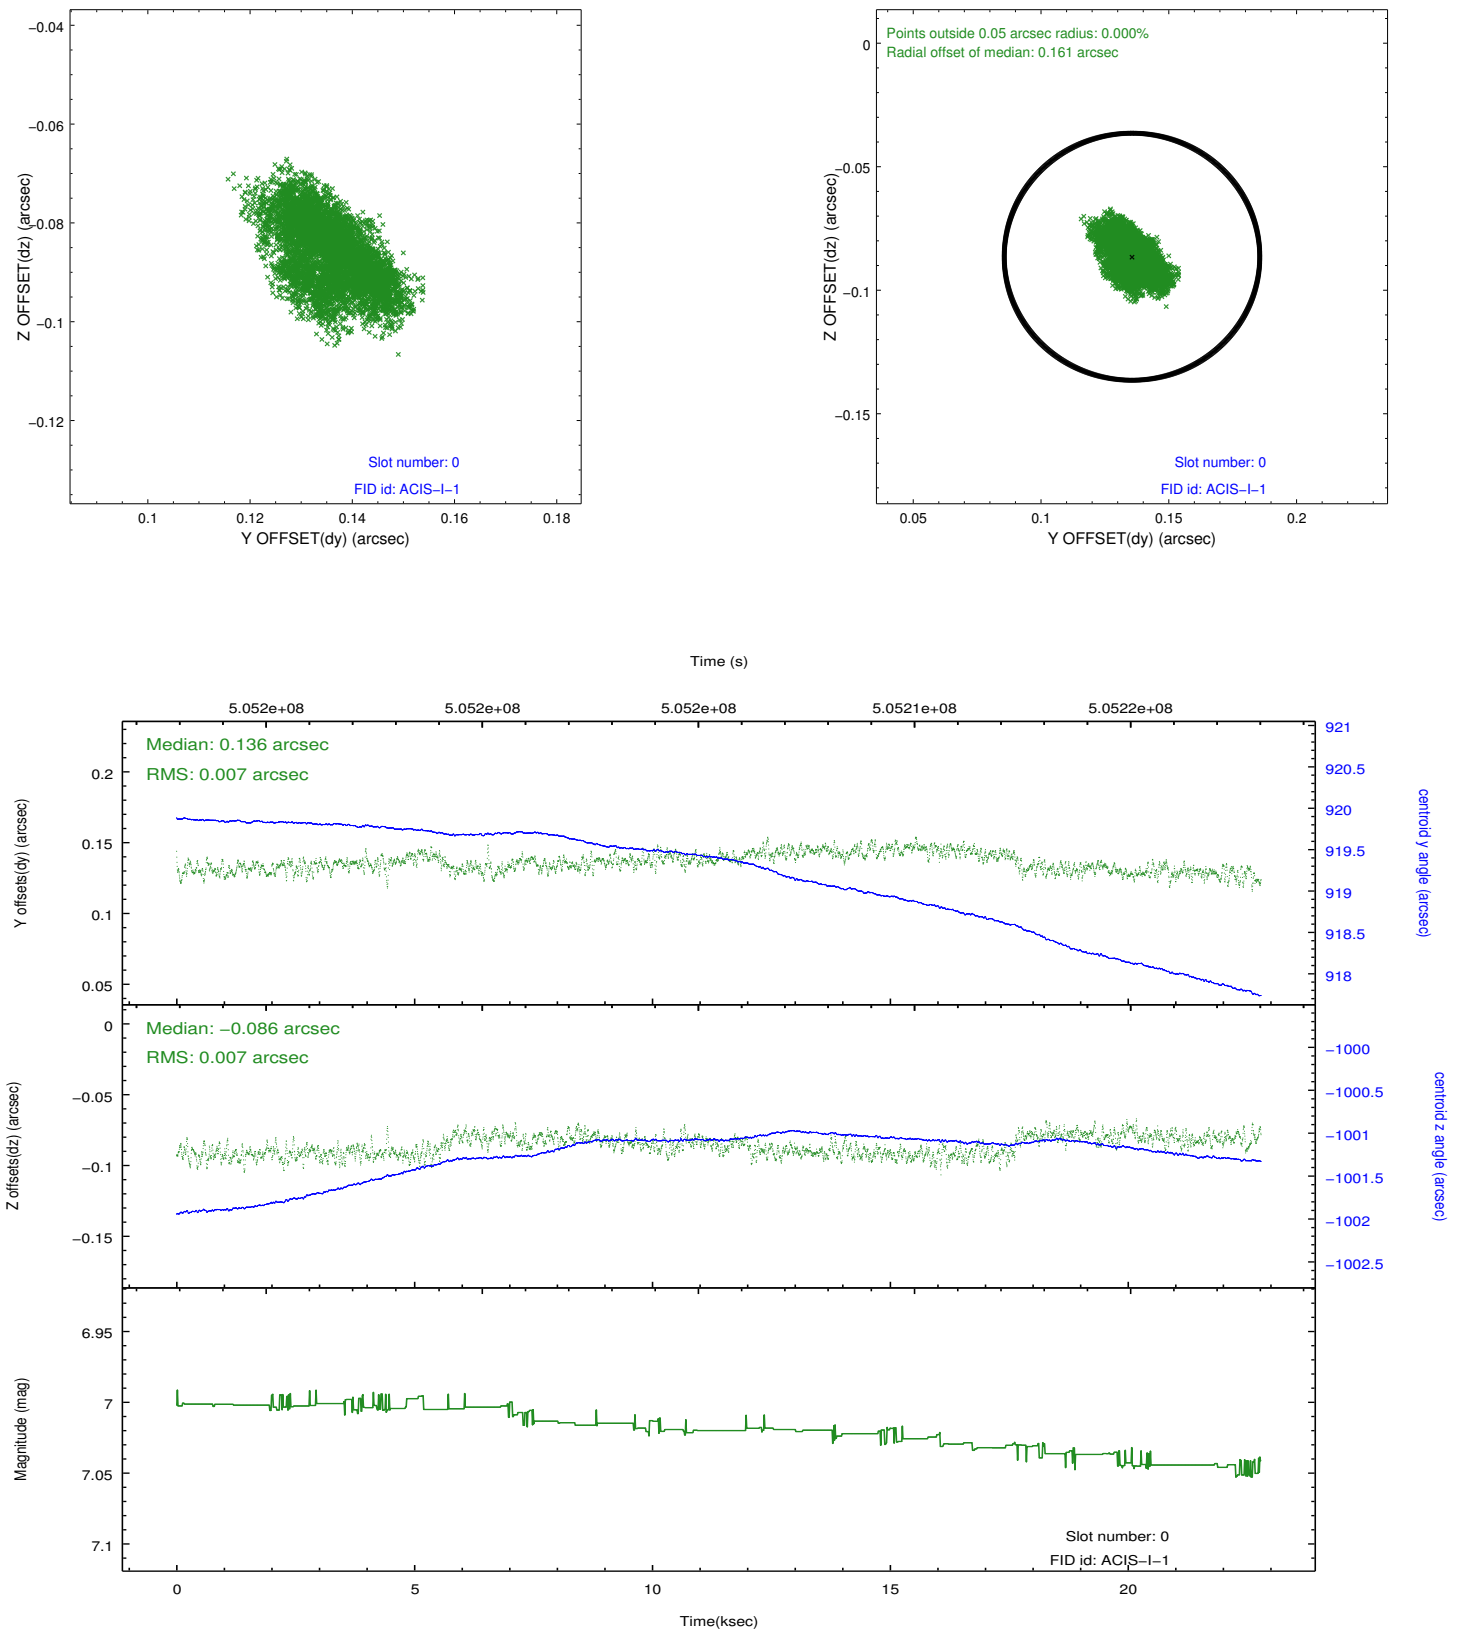 −0.04
−0.06
−0.08
−0.1
−0.12
Z OFFSET(dz) (arcsec)
Slot number: 0
FID id: ACIS−I−1
0.1
0.12
0.14
0.16
0.18
Y OFFSET(dy) (arcsec)
Points outside 0.05 arcsec radius: 0.000%
Radial offset of median: 0.161 arcsec
0
−0.05
−0.1
−0.15
Z OFFSET(dz) (arcsec)
Slot number: 0
FID id: ACIS−I−1
0.05
0.1
0.15
0.2
Y OFFSET(dy) (arcsec)
Time (s)
5.052e+08
5.052e+08
5.052e+08
5.0521e+08
5.0522e+08
Median: 0.136 arcsec
RMS: 0.007 arcsec
0.2
0.15
0.1
0.05
Y offsets(dy) (arcsec)
921
920.5
920
919.5
919
918.5
918
centroid y angle (arcsec)
Median: −0.086 arcsec
RMS: 0.007 arcsec
0
−0.05
−0.1
−0.15
Z offsets(dz) (arcsec)
−1000
−1000.5
−1001
−1001.5
−1002
−1002.5
centroid z angle (arcsec)
6.95
7
7.05
7.1
Magnitude (mag)
Slot number: 0
FID id: ACIS−I−1
0
5
10
15
20
Time(ksec)